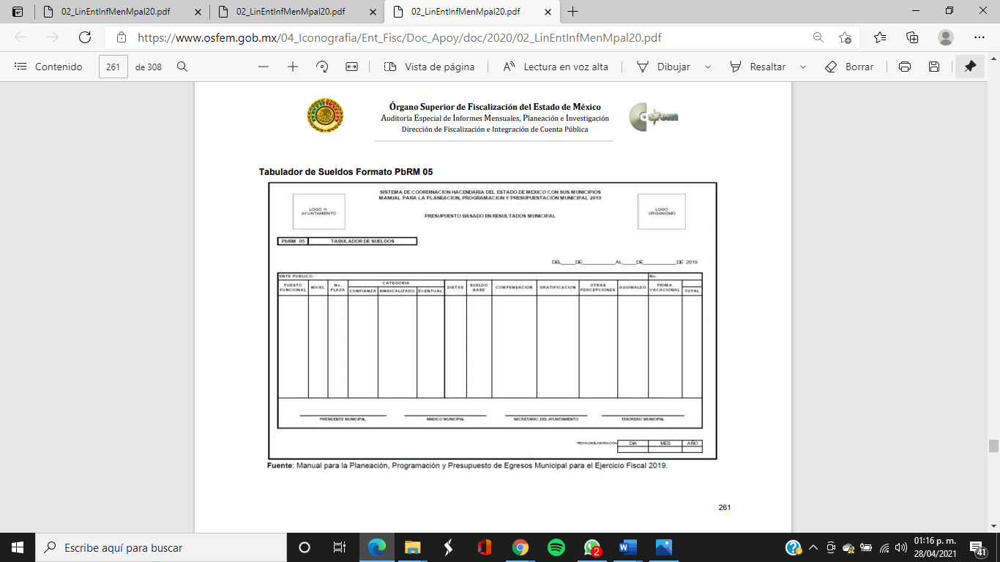 02_LinEntInfMenMpal20.pdf
02_LinEntInfMenMpal20.pdf
02_LinEntInfMenMpal20.pdf
https://www.osfem.gob.mx/04_Iconografia/Ent_Fisc/Doc_Apoy/doc/2020/02_LinEntInfMenMpal20.pdf
Contenido 261 de 308 Vista de página Lectura en voz alta Dibujar Resaltar Borrar
Órgano Superior de Fiscalización del Estado de México
Auditoría Especial de Informes Mensuales, Planeación e Investigación
Dirección de Fiscalización e Integración de Cuenta Pública
osfem
Tabulador de Sueldos Formato PbRM 05
SISTEMA DE COORDINACION HACENDARIA DEL ESTADO DE MEXICO CON SUS MUNICIPIOS
MANUAL PARA LA PLANEACION, PROGRAMACION Y PRESUPUESTACION MUNICIPAL 2019
LOGO H. AYUNTAMIENTO
PRESUPUESTO BASADO EN RESULTADOS MUNICIPAL
LOGO ORGANISMO
PbRM 05 TABULADOR DE SUELDOS
DEL_____DE____________AL_____DE____________DE 2019
ENTE PUBLICO: No.
PUESTO FUNCIONAL NIVEL No. PLAZA CATEGORIA CONFIANZA SINDICALIZADO EVENTUAL DIETAS SUELDO BASE COMPENSACION GRATIFICACION OTRAS PERCEPCIONES AGUINALDO PRIMA VACACIONAL TOTAL
PRESIDENTE MUNICIPAL SINDICO MUNICIPAL SECRETARIO DEL AYUNTAMIENTO TESORERO MUNICIPAL
FECHA DE ELABORACION DIA MES AÑO
Fuente: Manual para la Planeación, Programación y Presupuesto de Egresos Municipal para el Ejercicio Fiscal 2019.
261
Escribe aquí para buscar
2
01:16 p. m.
28/04/2021
41